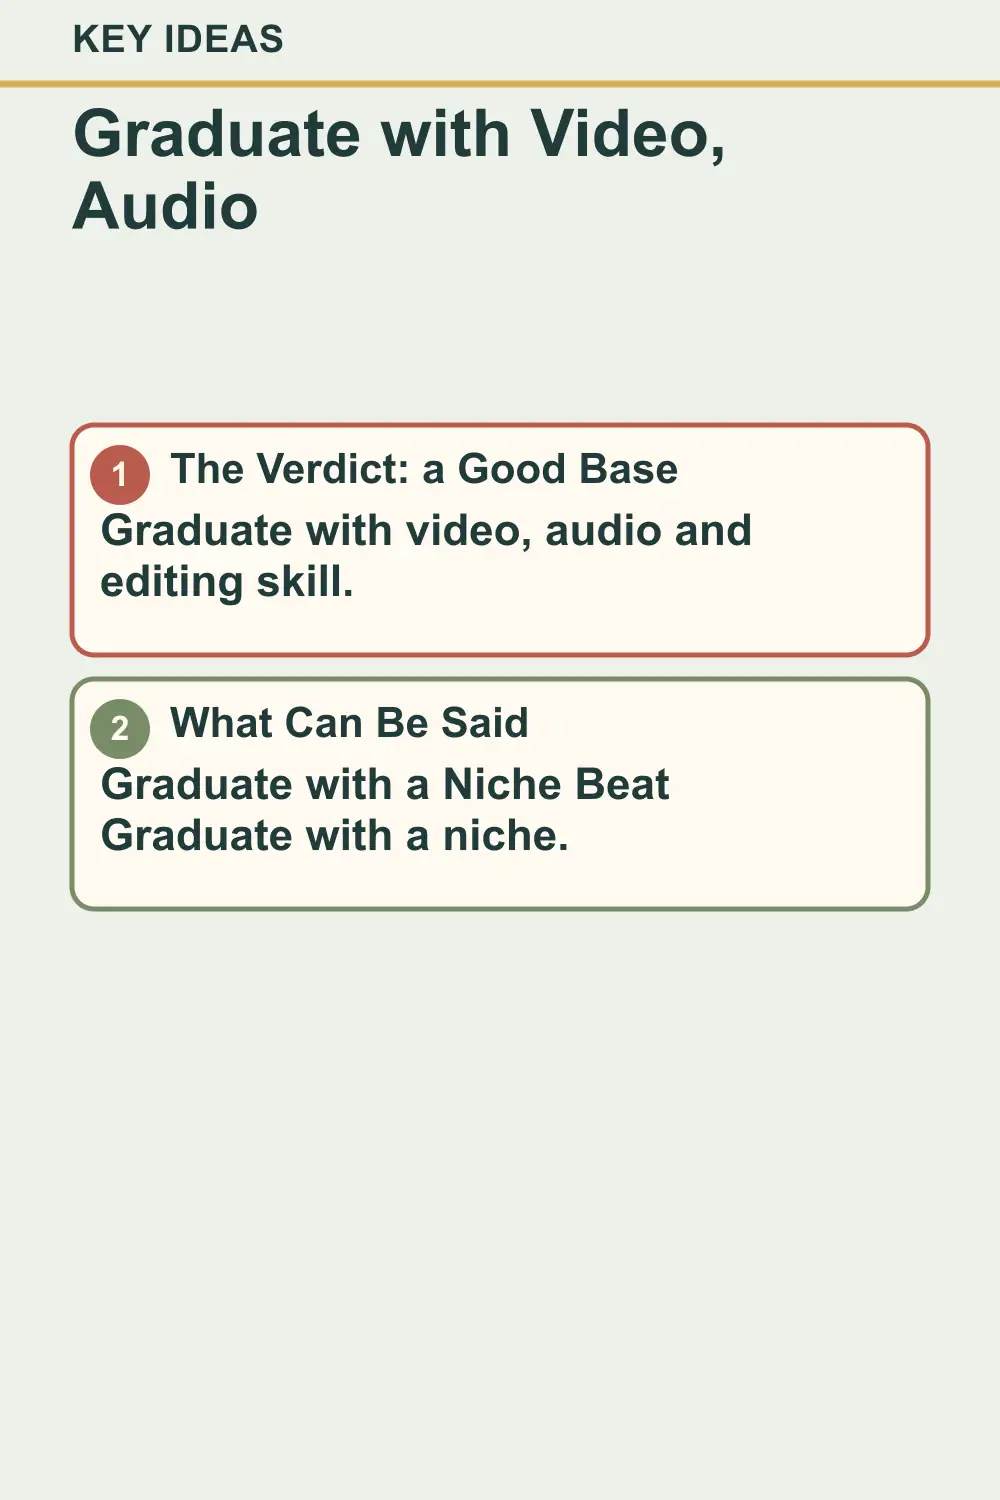 KEY IDEAS
Graduate with Video,
Audio
1 The Verdict: a Good Base
Graduate with video, audio and
editing skill.
2 What Can Be Said
Graduate with a Niche Beat
Graduate with a niche.